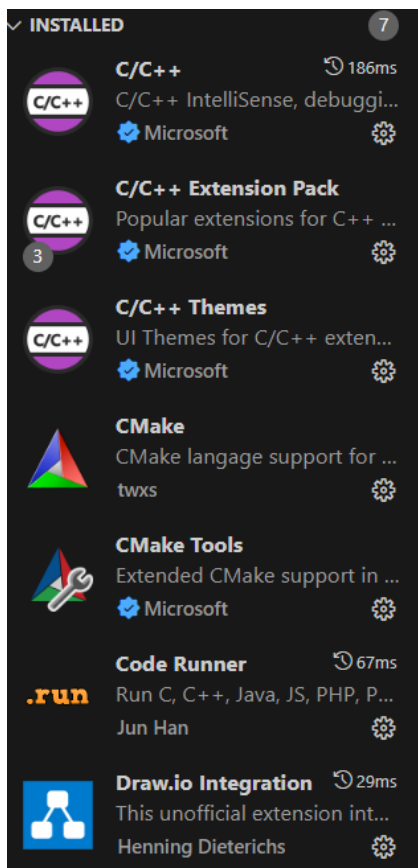 INSTALLED 7
C/C++ 186ms
C/C++
C/C++ IntelliSense, debuggi...
Microsoft
C/C++ Extension Pack
C/C++
Popular extensions for C++ ...
3
Microsoft
C/C++ Themes
C/C++
UI Themes for C/C++ exten...
Microsoft
CMake
CMake langage support for ...
twxs
CMake Tools
Extended CMake support in ...
Microsoft
Code Runner 67ms
.run
Run C, C++, Java, JS, PHP, P...
Jun Han
Draw.io Integration 29ms
This unofficial extension int...
Henning Dieterichs